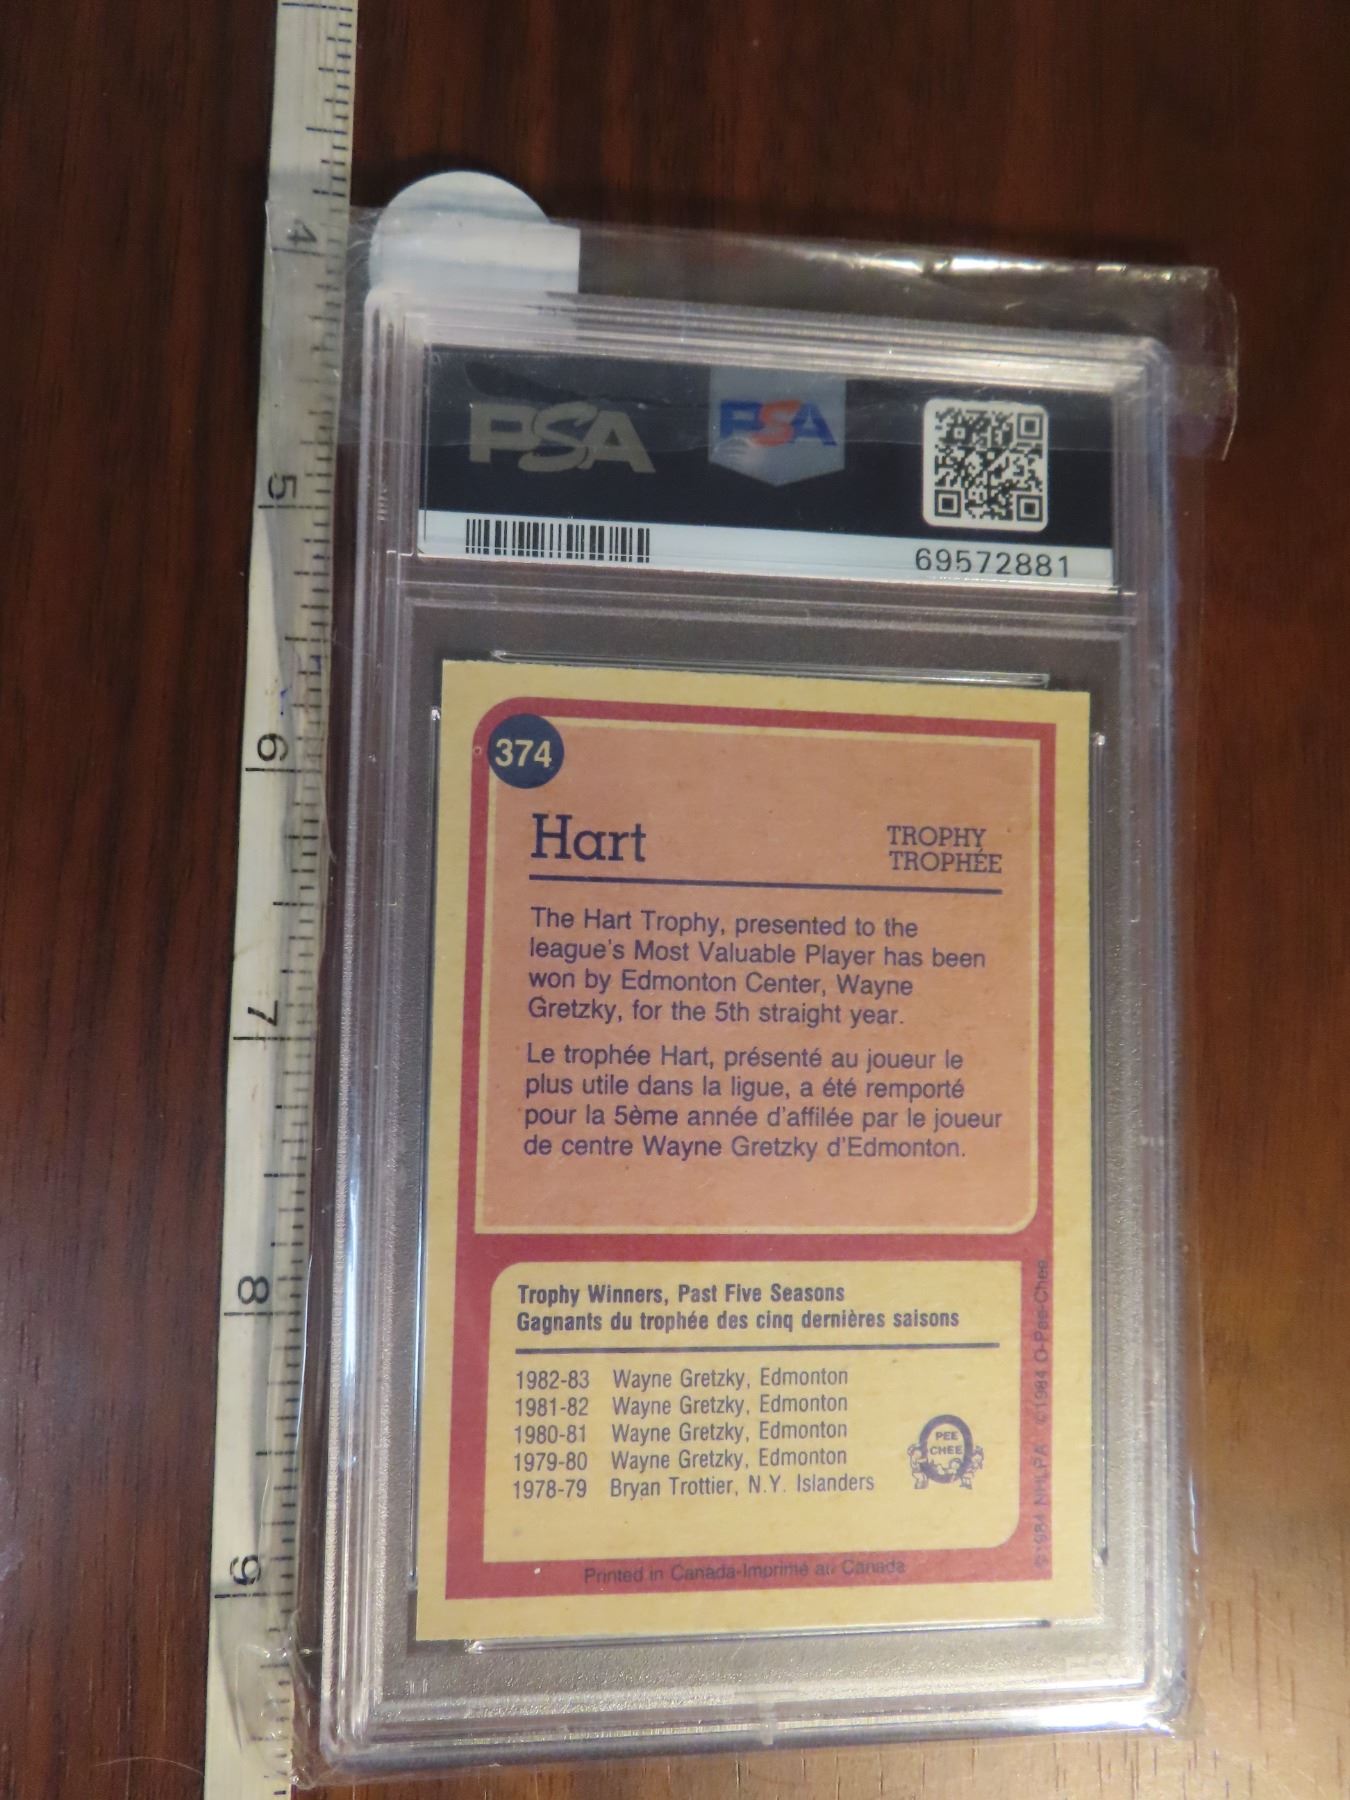 4
5
6
7
8
9
PSA
PSA
69572881
374
Hart
TROPHY
TROPHÉE
The Hart Trophy, presented to the
league's Most Valuable Player has been
won by Edmonton Center, Wayne
Gretzky, for the 5th straight year.
Le trophée Hart, présenté au joueur le
plus utile dans la ligue, a été remporté
pour la 5ème année d'affilée par le joueur
de centre Wayne Gretzky d'Edmonton.
Trophy Winners, Past Five Seasons
Gagnants du trophée des cinq dernières saisons
1982-83 Wayne Gretzky, Edmonton
1981-82 Wayne Gretzky, Edmonton
1980-81 Wayne Gretzky, Edmonton
1979-80 Wayne Gretzky, Edmonton
1978-79 Bryan Trottier, N.Y. Islanders
PEE
CHEE
©1984 NHLPA ©1984 O-Pee-Chee
Printed in Canada-Imprimé au Canada